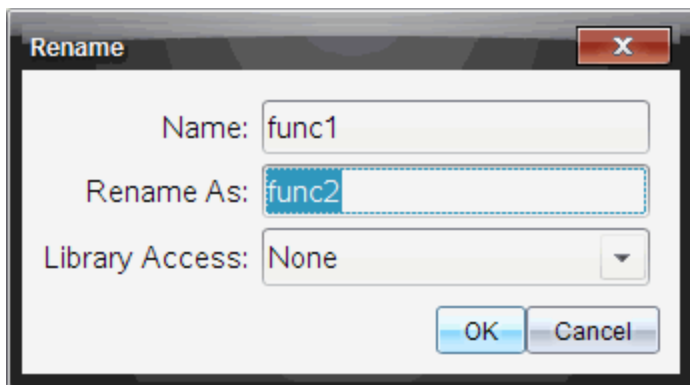 Rename
Name: func1
Rename As: func2
Library Access: None
OK Cancel